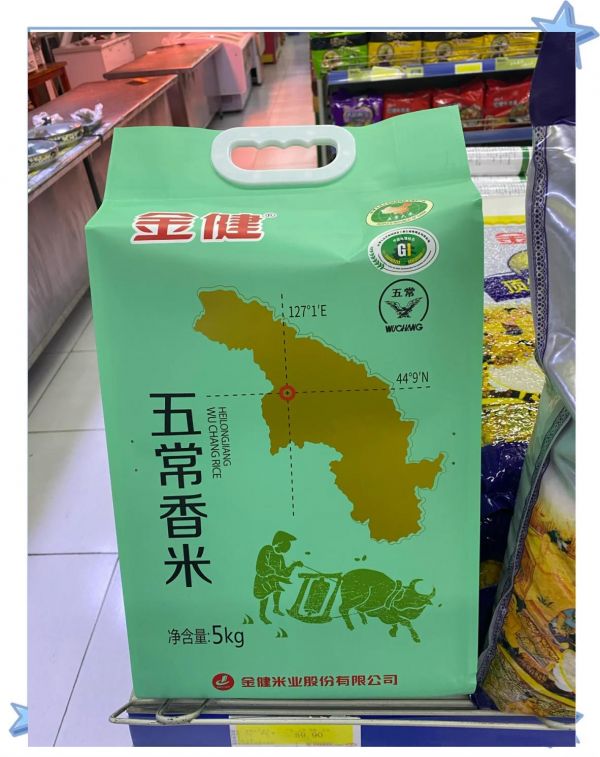 金健®
GI
五常
WUCHANG
127°1'E
44°9'N
五常香米
HEILONGJIANG
WU CHANG RICE
净含量:5kg
金健米业股份有限公司